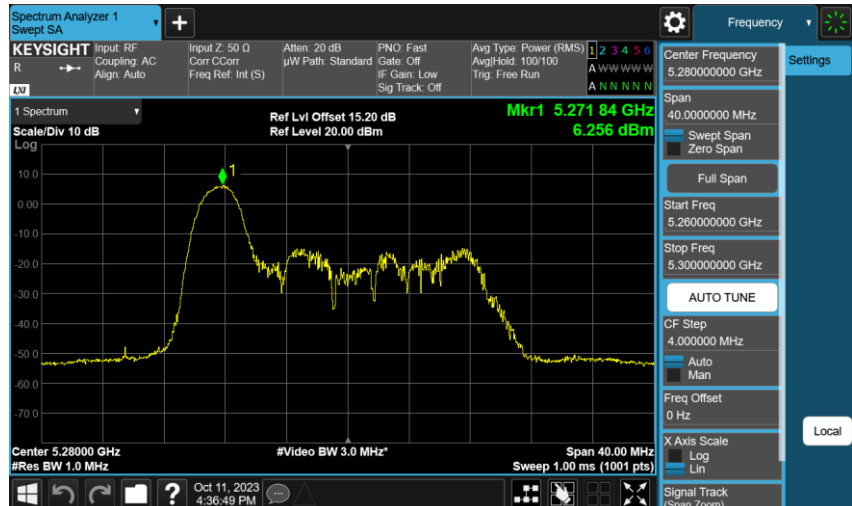 Spectrum Analyzer 1
Swept SA
Frequency
KEYSIGHT
R
LXI
Input: RF
Coupling: AC
Align: Auto
Input Z: 50 Ω
Corr CCorr
Freq Ref: Int (S)
Atten: 20 dB
µW Path: Standard
PNO: Fast
Gate: Off
IF Gain: Low
Sig Track: Off
Avg Type: Power (RMS)
Avg|Hold: 100/100
Trig: Free Run
1 2 3 4 5 6
A W W W W W
A N N N N N
1 Spectrum
Scale/Div 10 dB
Log
Ref Lvl Offset 15.20 dB
Ref Level 20.00 dBm
Mkr1 5.271 84 GHz
6.256 dBm
1
10.0
0.00
-10.0
-20.0
-30.0
-40.0
-50.0
-60.0
-70.0
Center 5.28000 GHz
#Res BW 1.0 MHz
#Video BW 3.0 MHz*
Span 40.00 MHz
Sweep 1.00 ms (1001 pts)
?
Oct 11, 2023
4:36:49 PM
Center Frequency
5.280000000 GHz
Span
40.0000000 MHz
Swept Span
Zero Span
Full Span
Start Freq
5.260000000 GHz
Stop Freq
5.300000000 GHz
AUTO TUNE
CF Step
4.000000 MHz
Auto
Man
Freq Offset
0 Hz
X Axis Scale
Log
Lin
Signal Track
(Span Zoom)
Settings
Local